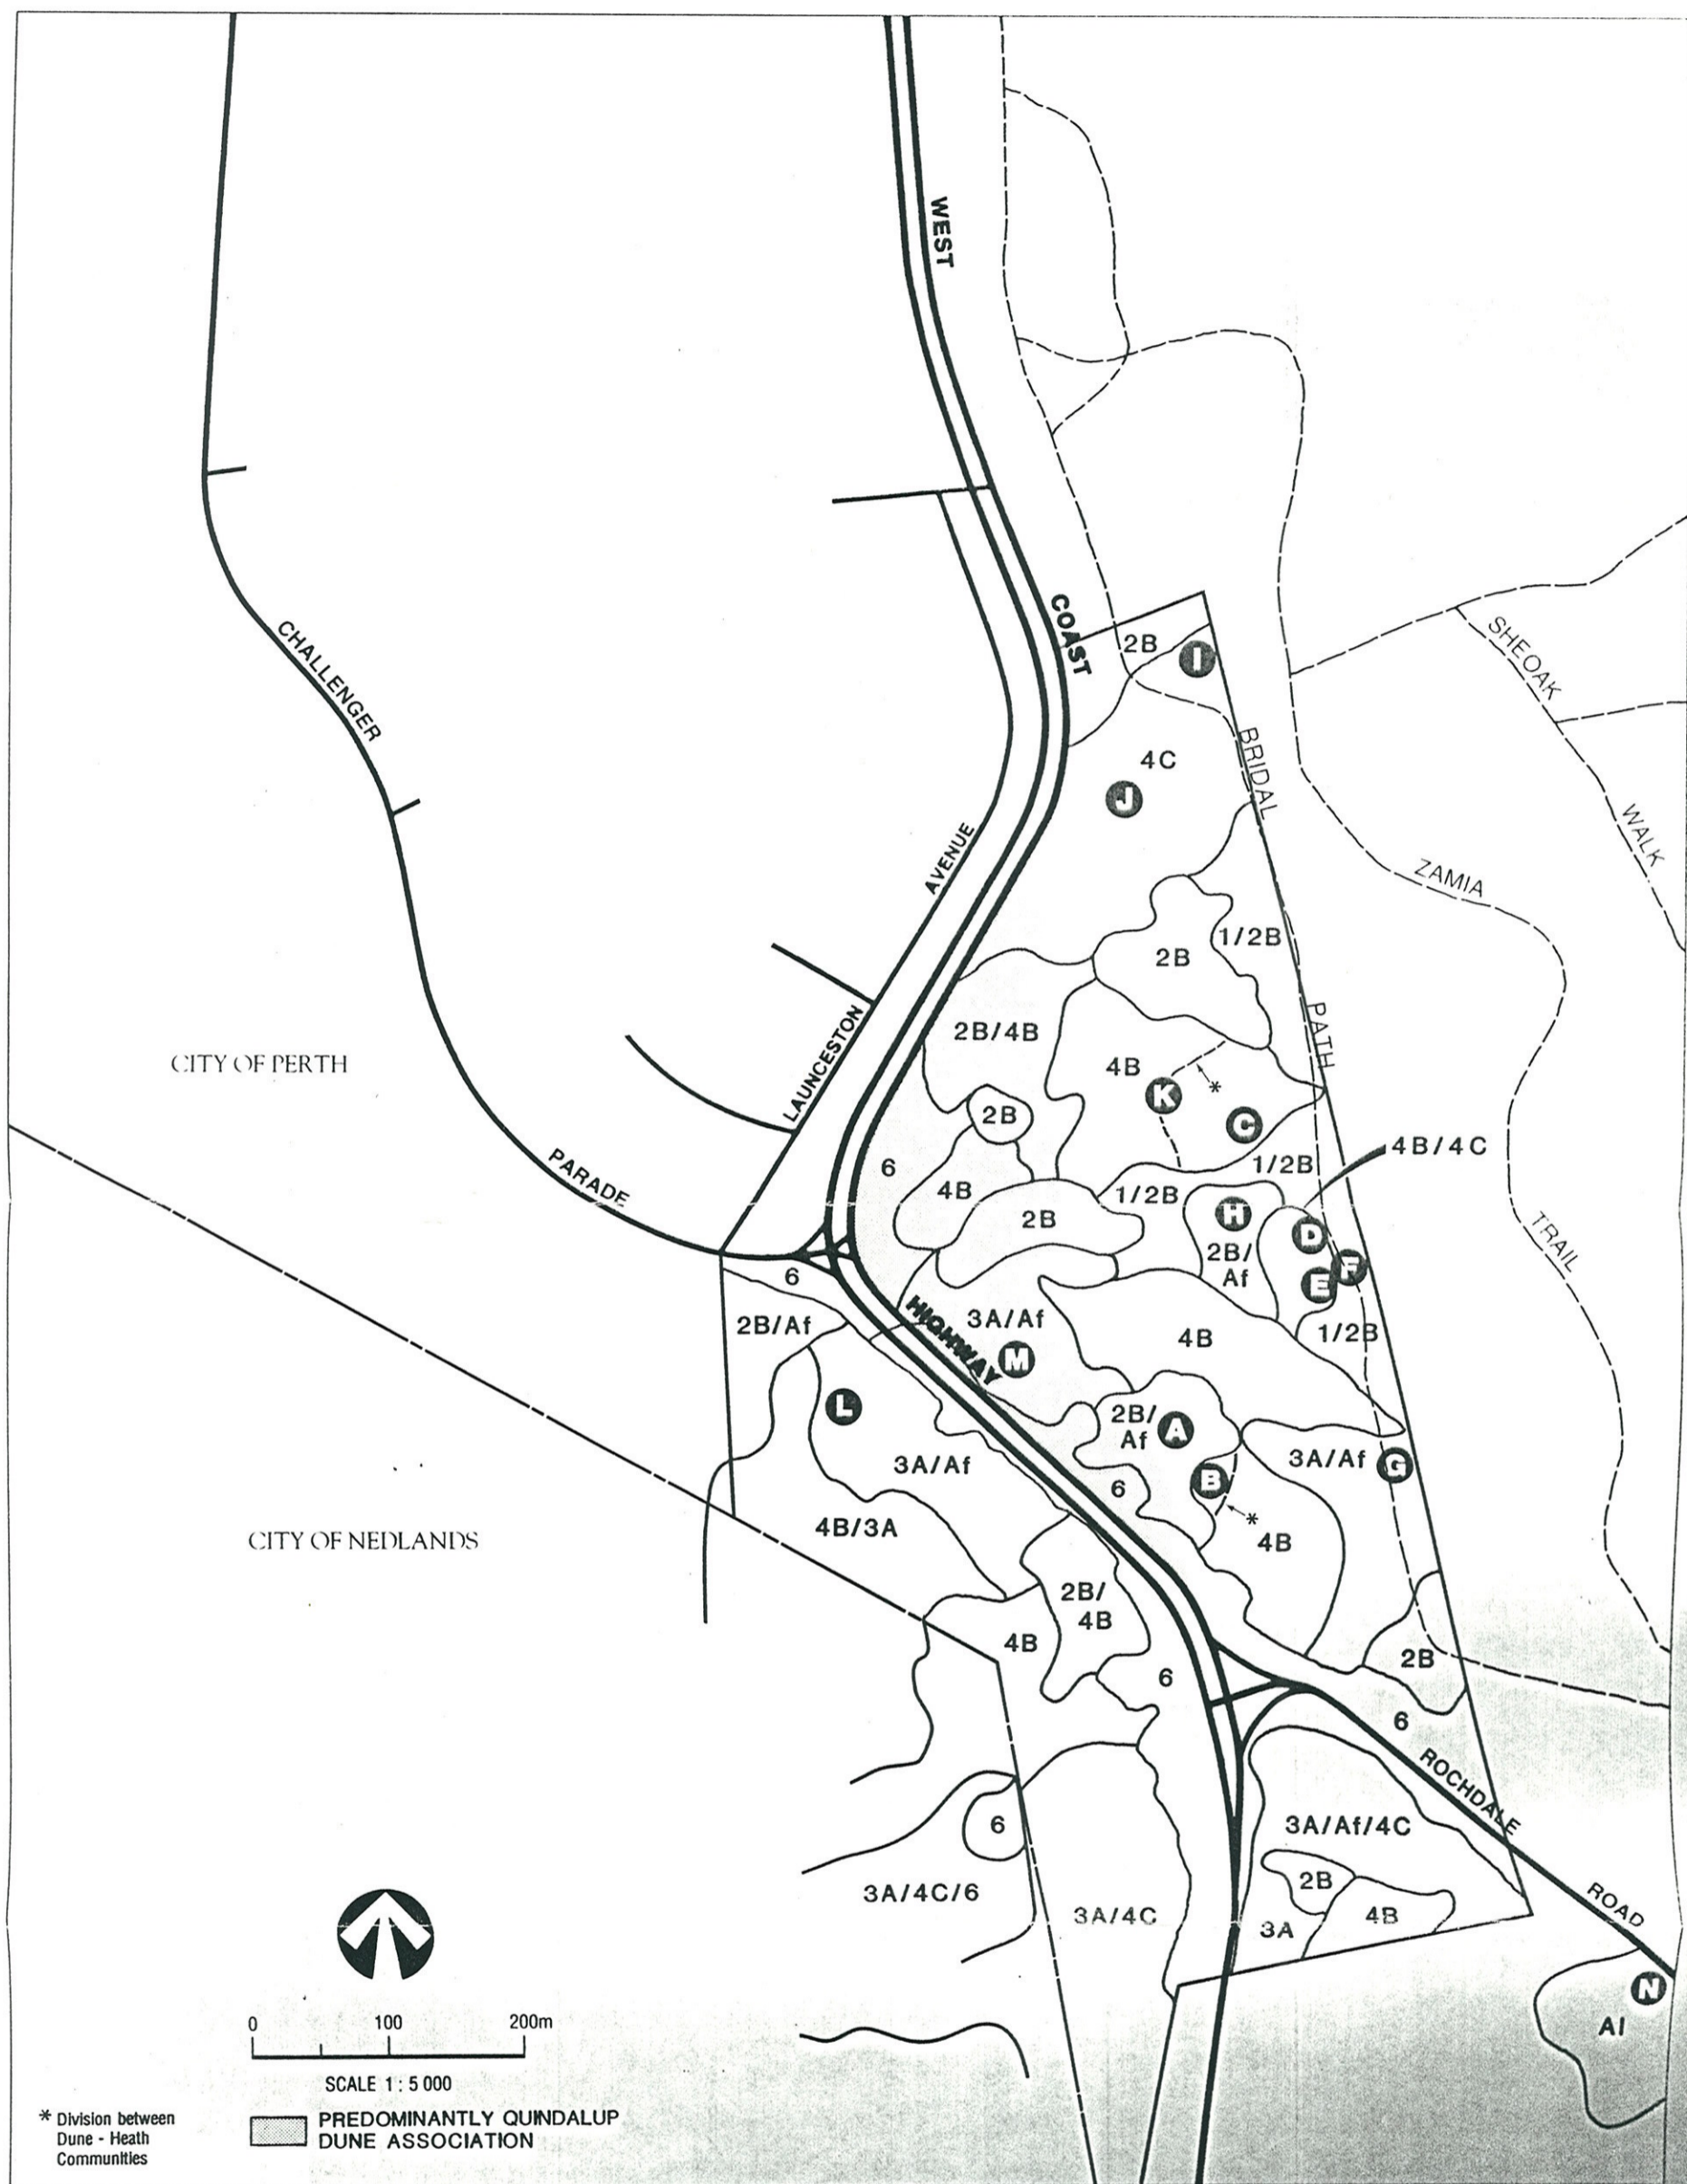 WEST
COAST
2B
I
SHEOAK
CHALLENGER
BRIDAL
4C
J
WALK
AVENUE
ZAMIA
1/2B
2B
2B/4B
PATH
LAUNCESTON
CITY OF PERTH
4B
K
*
2B
C
4B/4C
PARADE
6
1/2B
4B
1/2B
2B
H
D
TRAIL
2B/
Af
F
E
6
HIGHWAY
2B/Af
3A/Af
4B
1/2B
M
L
2B/
Af
A
3A/Af
3A/Af
G
6
B
*
4B/3A
4B
CITY OF NEDLANDS
2B/
4B
4B
6
2B
6
ROCHDALE
6
3A/Af/4C
2B
3A/4C/6
3A/4C
3A
4B
ROAD
N
AI
0 100 200m
SCALE 1 : 5 000
* Division between
Dune - Heath
Communities
PREDOMINANTLY QUINDALUP
DUNE ASSOCIATION